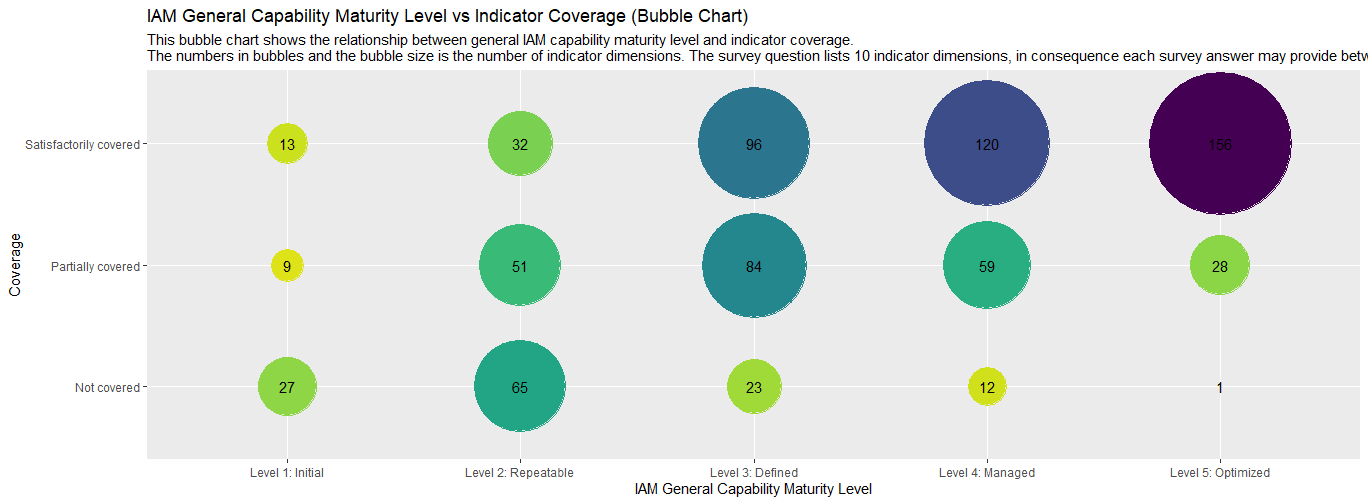 IAM General Capability Maturity Level vs Indicator Coverage (Bubble Chart)
This bubble chart shows the relationship between general IAM capability maturity level and indicator coverage.
The numbers in bubbles and the bubble size is the number of indicator dimensions. The survey question lists 10 indicator dimensions, in consequence each survey answer may provide
Satisfactorily covered
13 32 96 120 156
Partially covered
9 51 84 59 28
Not covered
27 65 23 12 1
Coverage
Level 1: Initial Level 2: Repeatable Level 3: Defined Level 4: Managed Level 5: Optimized
IAM General Capability Maturity Level